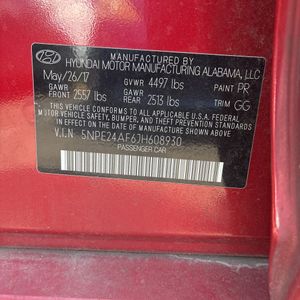 HYUNDAI MOTOR MANUFACTURING ALABAMA, LLC
May/26/17 GVWR 4497 lbs PAINT PR
GAWR FRONT 2557 lbs GAWR REAR 2513 lbs TRIM GG
THIS VEHICLE CONFORMS TO ALL APPLICABLE U.S.A. FEDERAL
MOTOR VEHICLE SAFETY, BUMPER, AND THEFT PREVENTION STANDARDS
IN EFFECT ON THE DATE OF MANUFACTURE SHOWN ABOVE.
V.I.N 5NPE24AF6JH608930
PASSENGER CAR